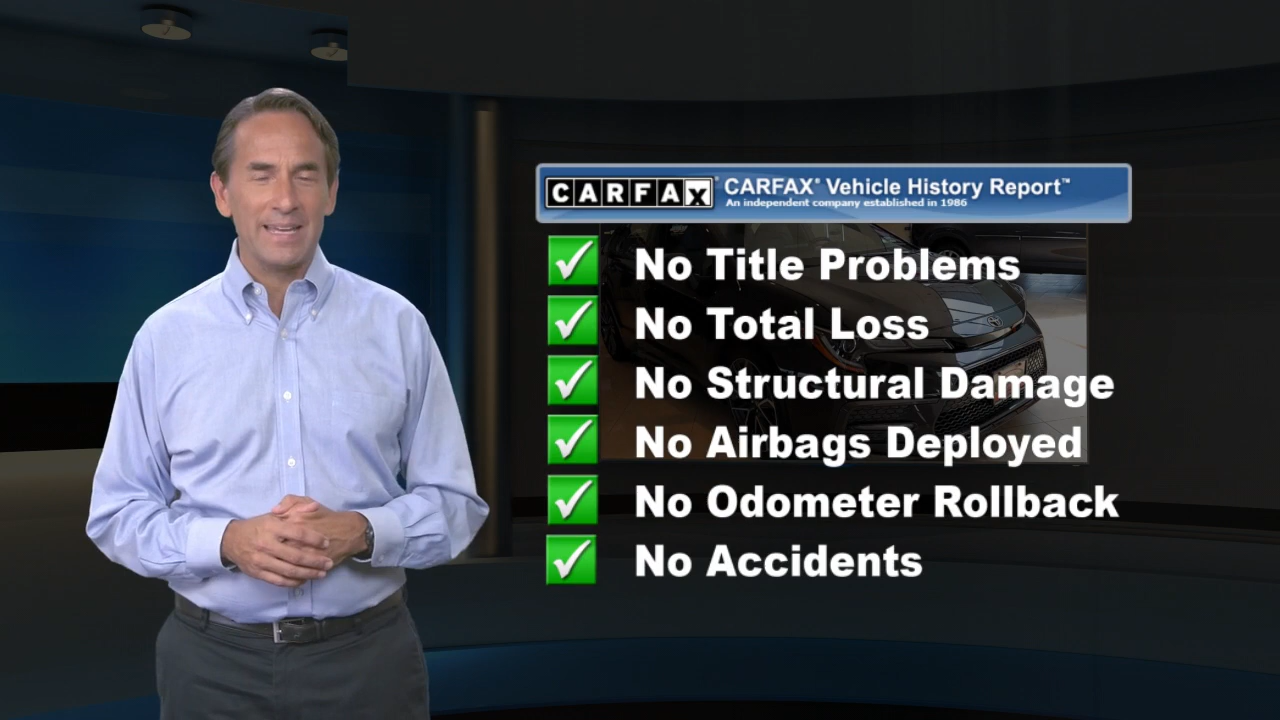 CARFAX® CARFAX® Vehicle History Report™
An independent company established in 1986
No Title Problems
No Total Loss
No Structural Damage
No Airbags Deployed
No Odometer Rollback
No Accidents